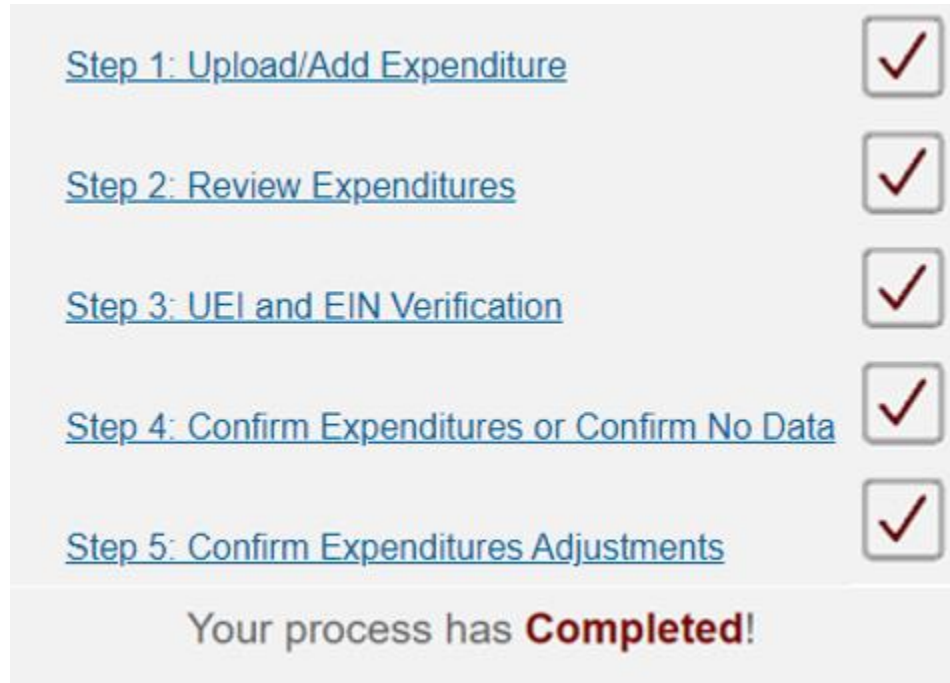 Step 1: Upload/Add Expenditure
Step 2: Review Expenditures
Step 3: UEI and EIN Verification
Step 4: Confirm Expenditures or Confirm No Data
Step 5: Confirm Expenditures Adjustments
Your process has Completed!